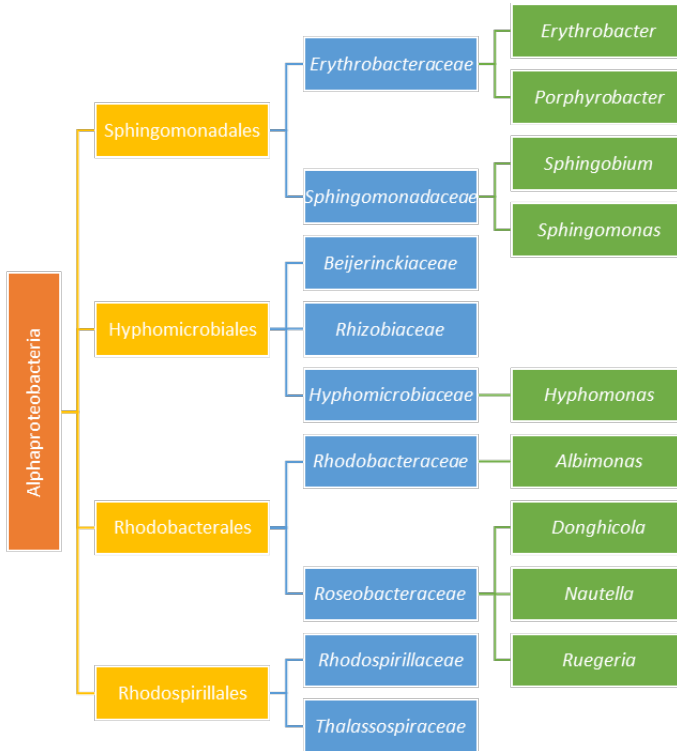 Alphaproteobacteria
Sphingomonadales
Erythrobacteraceae
Erythrobacter
Porphyrobacter
Sphingomonadaceae
Sphingobium
Sphingomonas
Hyphomicrobiales
Beijerinckiaceae
Rhizobiaceae
Hyphomicrobiaceae
Hyphomonas
Rhodobacterales
Rhodobacteraceae
Albimonas
Roseobacteraceae
Donghicola
Nautella
Ruegeria
Rhodospirillales
Rhodospirillaceae
Thalassospiraceae